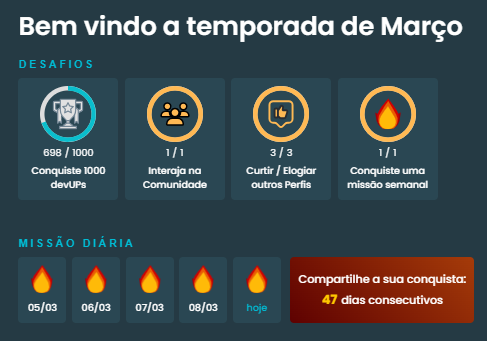 Bem vindo a temporada de Março
DESAFIOS
698 / 1000
Conquiste 1000
devUPs
1 / 1
Interaja na
Comunidade
3 / 3
Curtir / Elogiar
outros Perfis
1 / 1
Conquiste uma
missão semanal
MISSÃO DIÁRIA
05/03
06/03
07/03
08/03
hoje
Compartilhe a sua conquista:
47 dias consecutivos